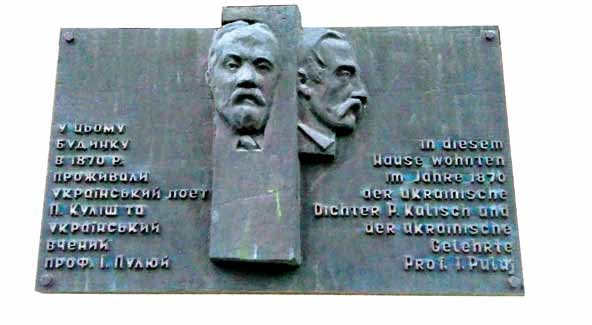 У ЦЬОМУ
БУДИНКУ
В 1870 Р.
ПРОЖИВАЛИ
УКРАЇНСЬКИЙ ПОЕТ
П. КУЛІШ ТА
УКРАЇНСЬКИЙ
ВЧЕНИЙ
ПРОФ. І. ПУЛЮЙ
In diesem
Hause wohnten
im Jahre 1870
der ukrainische
Dichter P. Kulisch und
der ukrainische
Gelehrte
Prof. I. Puluj